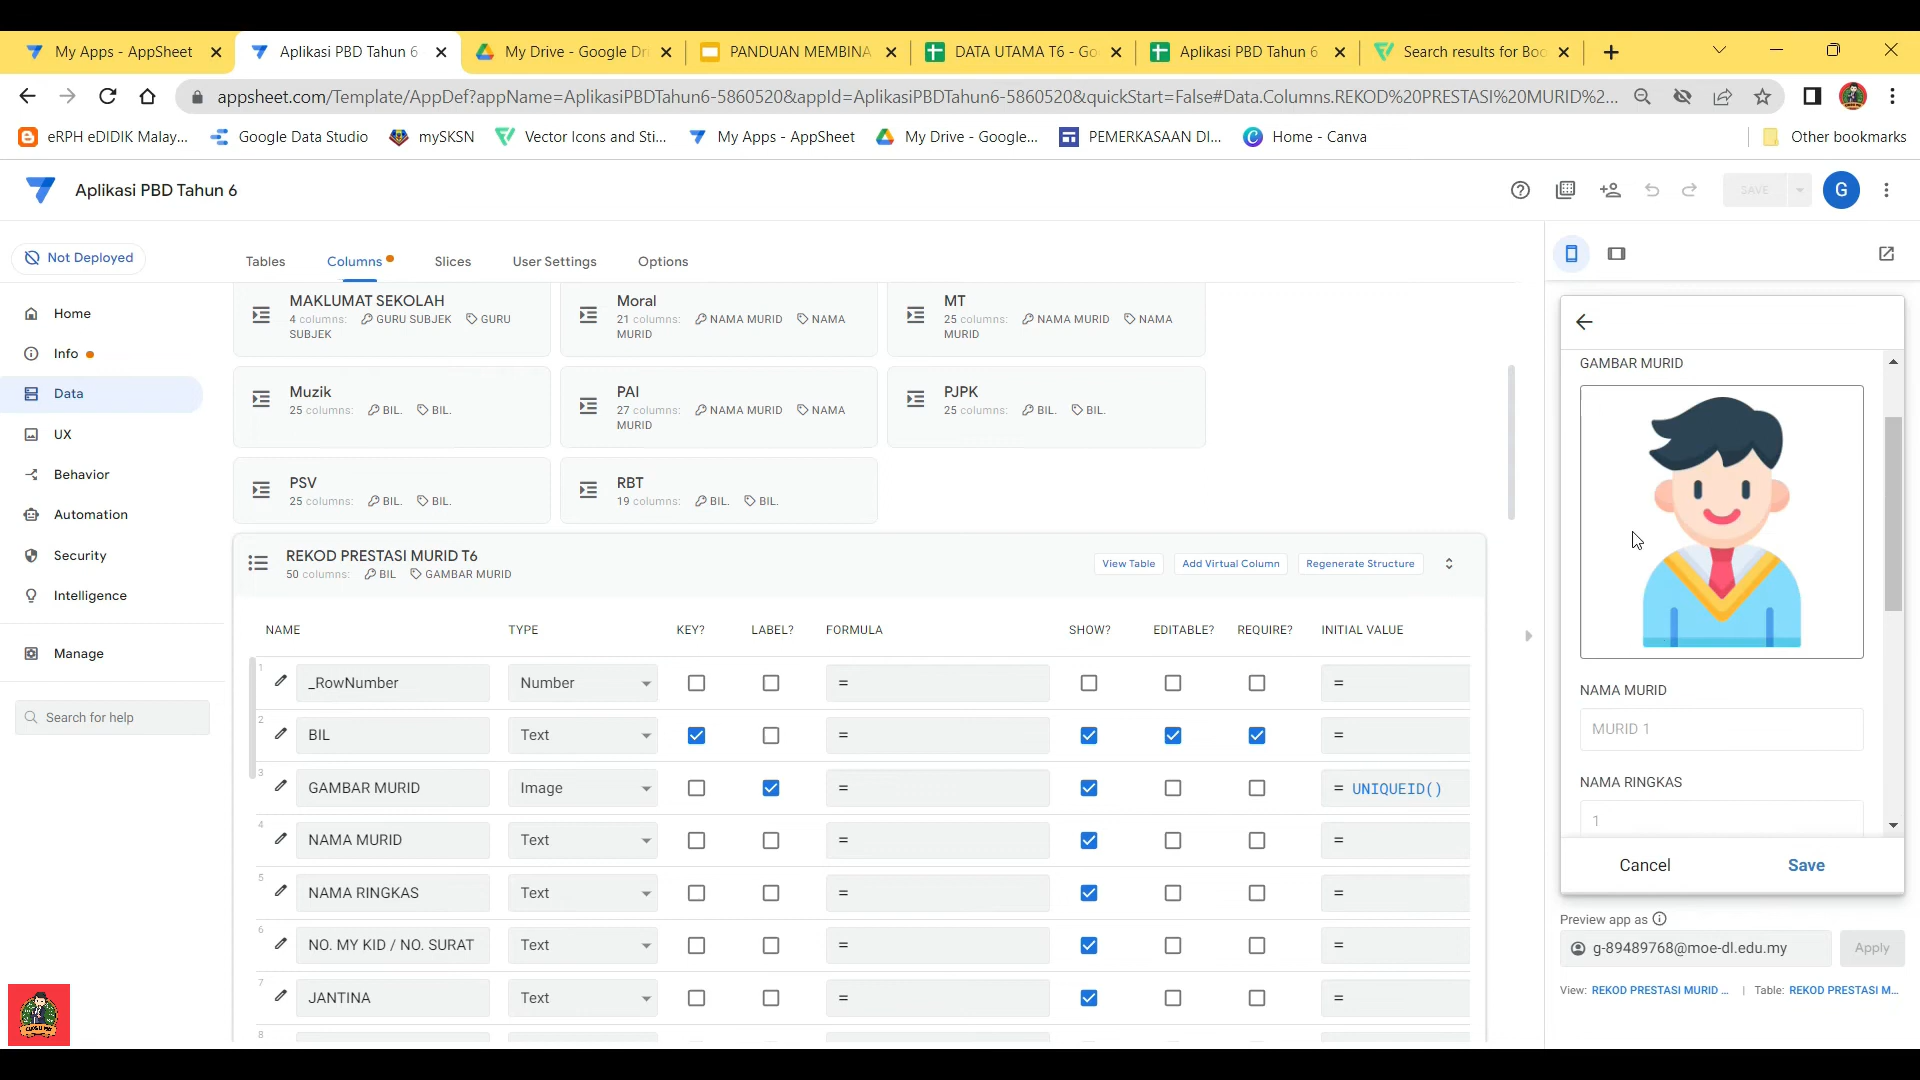 My Apps - AppSheet
Aplikasi PBD Tahun 6
My Drive - Google Dri
PANDUAN MEMBINA
DATA UTAMA T6 - Go
Aplikasi PBD Tahun 6
Search results for Boo
appsheet.com/Template/AppDef?appName=AplikasiPBDTahun6-5860520&appId=AplikasiPBDTahun6-5860520&quickStart=False#Data.Columns.REKOD%20PRESTASI%20MURID%2...
eRPH eDIDIK Malay...
Google Data Studio
mySKSN
Vector Icons and Sti...
My Apps - AppSheet
My Drive - Google...
PEMERKASAAN DI...
Home - Canva
Other bookmarks
Aplikasi PBD Tahun 6
SAVE
G
Not Deployed
Home
Info
Data
UX
Behavior
Automation
Security
Intelligence
Manage
Search for help
Tables
Columns
Slices
User Settings
Options
MAKLUMAT SEKOLAH
4 columns: GURU SUBJEK GURU
SUBJEK
Moral
21 columns: NAMA MURID NAMA
MURID
MT
25 columns: NAMA MURID NAMA
MURID
Muzik
25 columns: BIL. BIL.
PAI
27 columns: NAMA MURID NAMA
MURID
PJPK
25 columns: BIL. BIL.
PSV
25 columns: BIL. BIL.
RBT
19 columns: BIL. BIL.
REKOD PRESTASI MURID T6
50 columns: BIL GAMBAR MURID
View Table
Add Virtual Column
Regenerate Structure
NAME TYPE KEY? LABEL? FORMULA SHOW? EDITABLE? REQUIRE? INITIAL VALUE
1 _RowNumber Number = =
2 BIL Text = =
3 GAMBAR MURID Image = = UNIQUEID()
4 NAMA MURID Text = =
5 NAMA RINGKAS Text = =
6 NO. MY KID / NO. SURAT Text = =
7 JANTINA Text = =
8
GAMBAR MURID
NAMA MURID
MURID 1
NAMA RINGKAS
1
Cancel
Save
Preview app as
g-89489768@moe-dl.edu.my
Apply
View: REKOD PRESTASI MURID ... | Table: REKOD PRESTASI M...